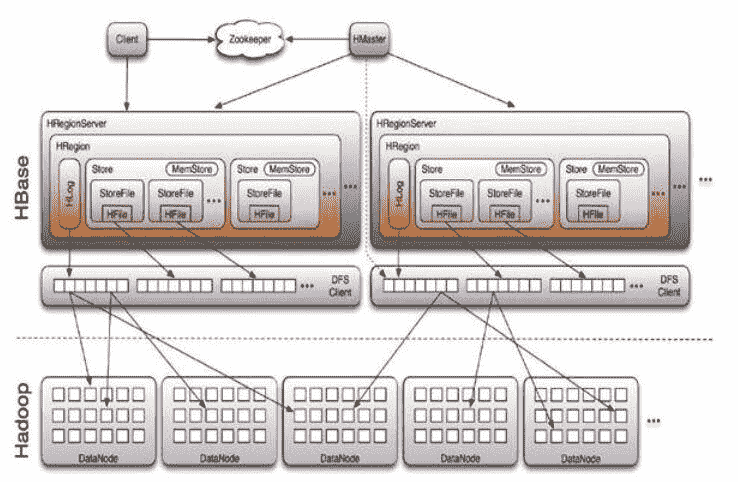 Client
Zookeeper
HMaster
HBase
HRegionServer
HRegion
HLog
Store
MemStore
StoreFile
HFile
StoreFile
HFile
...
Store
MemStore
StoreFile
HFile
...
...
HRegionServer
HRegion
HLog
Store
MemStore
StoreFile
HFile
StoreFile
HFile
...
Store
MemStore
StoreFile
HFile
...
...
...
...
DFS
Client
...
DFS
Client
Hadoop
DataNode
DataNode
DataNode
DataNode
DataNode
...